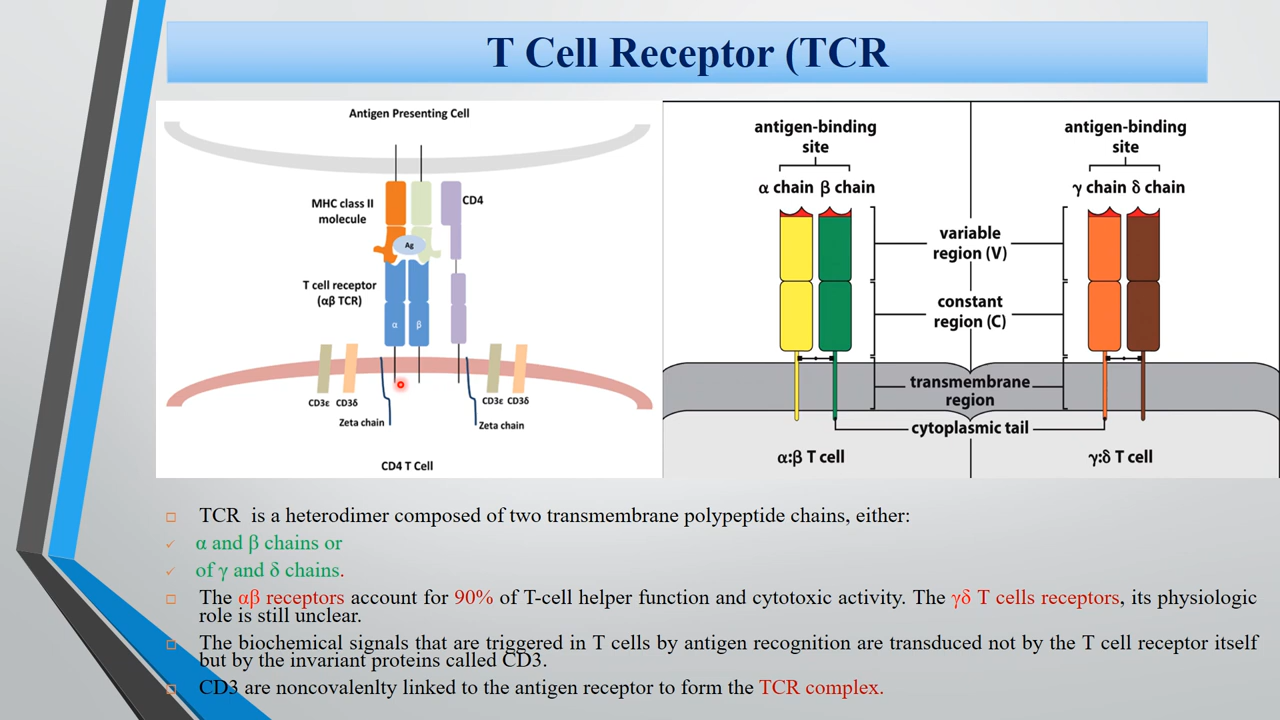 T Cell Receptor (TCR
Antigen Presenting Cell
MHC class II
molecule
CD4
Ag
T cell receptor
(αβ TCR)
α
β
CD3ε CD3δ
CD3ε CD3δ
Zeta chain
Zeta chain
CD4 T Cell
antigen-binding
site
α chain β chain
antigen-binding
site
γ chain δ chain
variable
region (V)
constant
region (C)
transmembrane
region
cytoplasmic tail
α:β T cell
γ:δ T cell
TCR is a heterodimer composed of two transmembrane polypeptide chains, either:
α and β chains or
of γ and δ chains.
The αβ receptors account for 90% of T-cell helper function and cytotoxic activity. The γδ T cells receptors, its physiologic
role is still unclear.
The biochemical signals that are triggered in T cells by antigen recognition are transduced not by the T cell receptor itself
but by the invariant proteins called CD3.
CD3 are noncovalenlty linked to the antigen receptor to form the TCR complex.